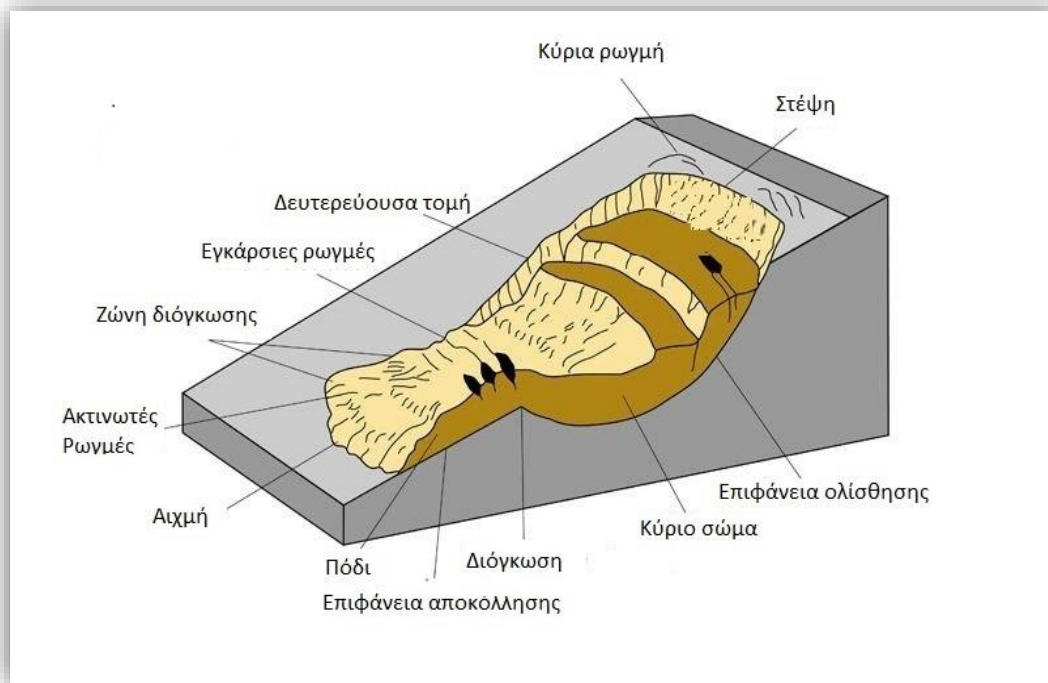 Κύρια ρωγμή
Στέψη
Δευτερεύουσα τομή
Εγκάρσιες ρωγμές
Ζώνη διόγκωσης
Ακτινωτές
Ρωγμές
Αιχμή
Πόδι
Επιφάνεια αποκόλλησης
Διόγκωση
Κύριο σώμα
Επιφάνεια ολίσθησης